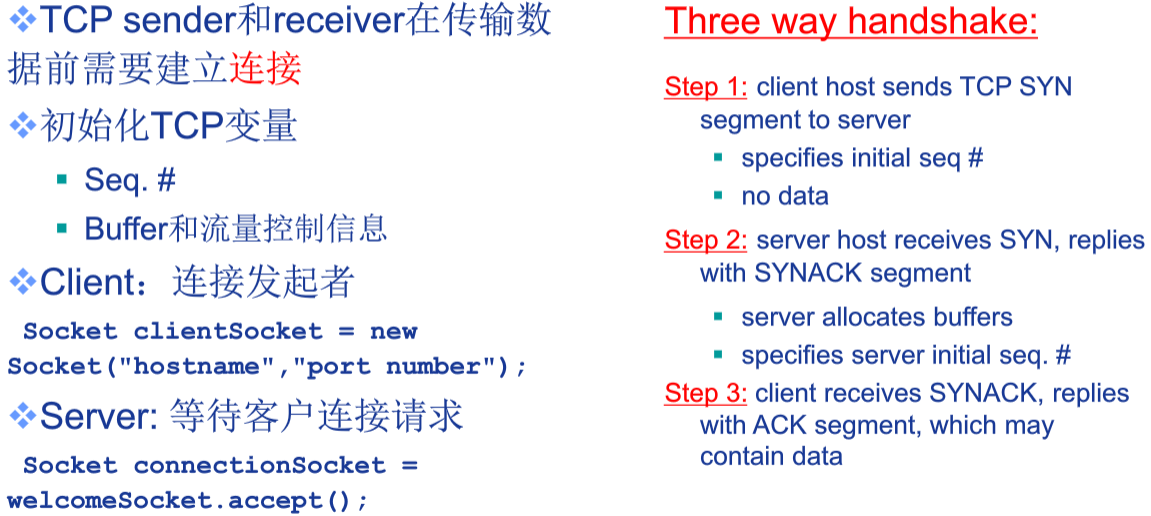 ❖TCP sender和receiver在传输数
据前需要建立连接
❖初始化TCP变量
▪ Seq. #
▪ Buffer和流量控制信息
❖Client：连接发起者
Socket clientSocket = new
Socket("hostname","port number");
❖Server: 等待客户连接请求
Socket connectionSocket =
welcomeSocket.accept();
Three way handshake:
Step 1: client host sends TCP SYN
segment to server
▪ specifies initial seq #
▪ no data
Step 2: server host receives SYN, replies
with SYNACK segment
▪ server allocates buffers
▪ specifies server initial seq. #
Step 3: client receives SYNACK, replies
with ACK segment, which may
contain data